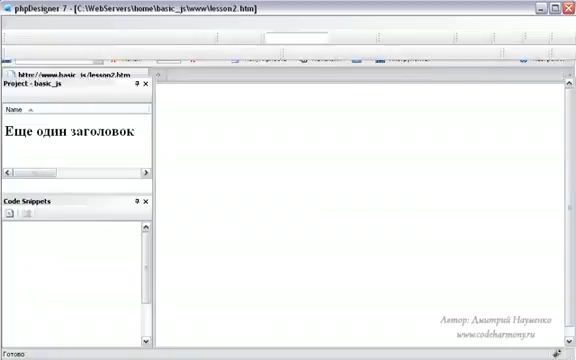 phpDesigner 7 - [C:\WebServers\home\basic_js\www\lesson2.htm]
http://www.basic_js/lesson2.htm
Project - basic_js
Name
Еще один заголовок
Code Snippets
Автор: Дмитрий Науменко
www.codeharmony.ru
Готово